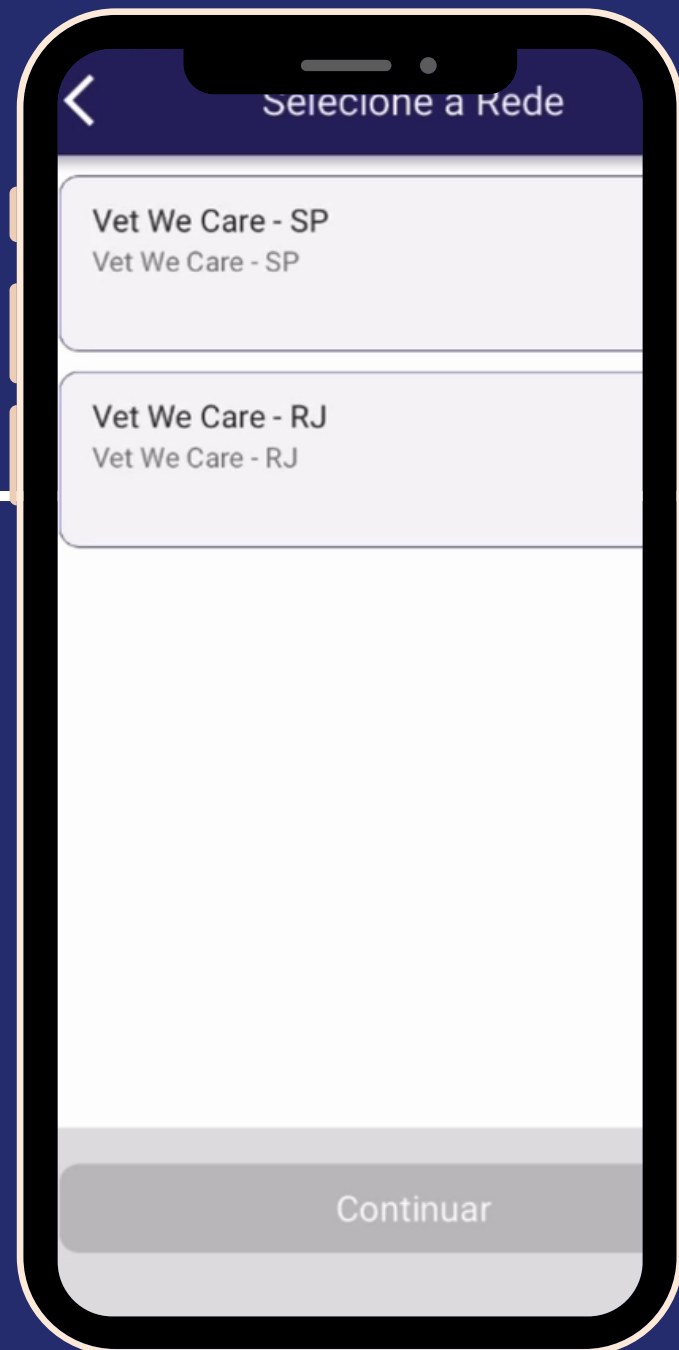 Selecione a Rede
Vet We Care - SP
Vet We Care - SP
Vet We Care - RJ
Vet We Care - RJ
Continuar